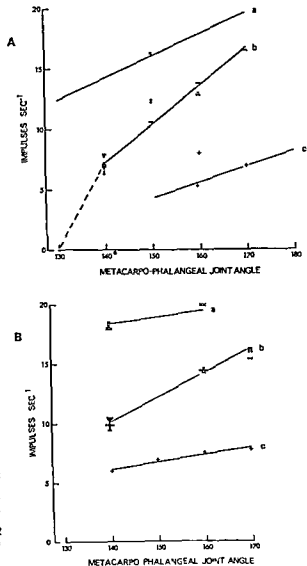 A
20
15
10
5
0
IMPULSES SEC⁻¹
a
b
c
130 140 150 160 170 180
METACARPO-PHALANGEAL JOINT ANGLE
B
20
15
10
5
0
IMPULSES SEC⁻¹
a
b
c
130 140 150 160 170
METACARPO PHALANGEAL JOINT ANGLE